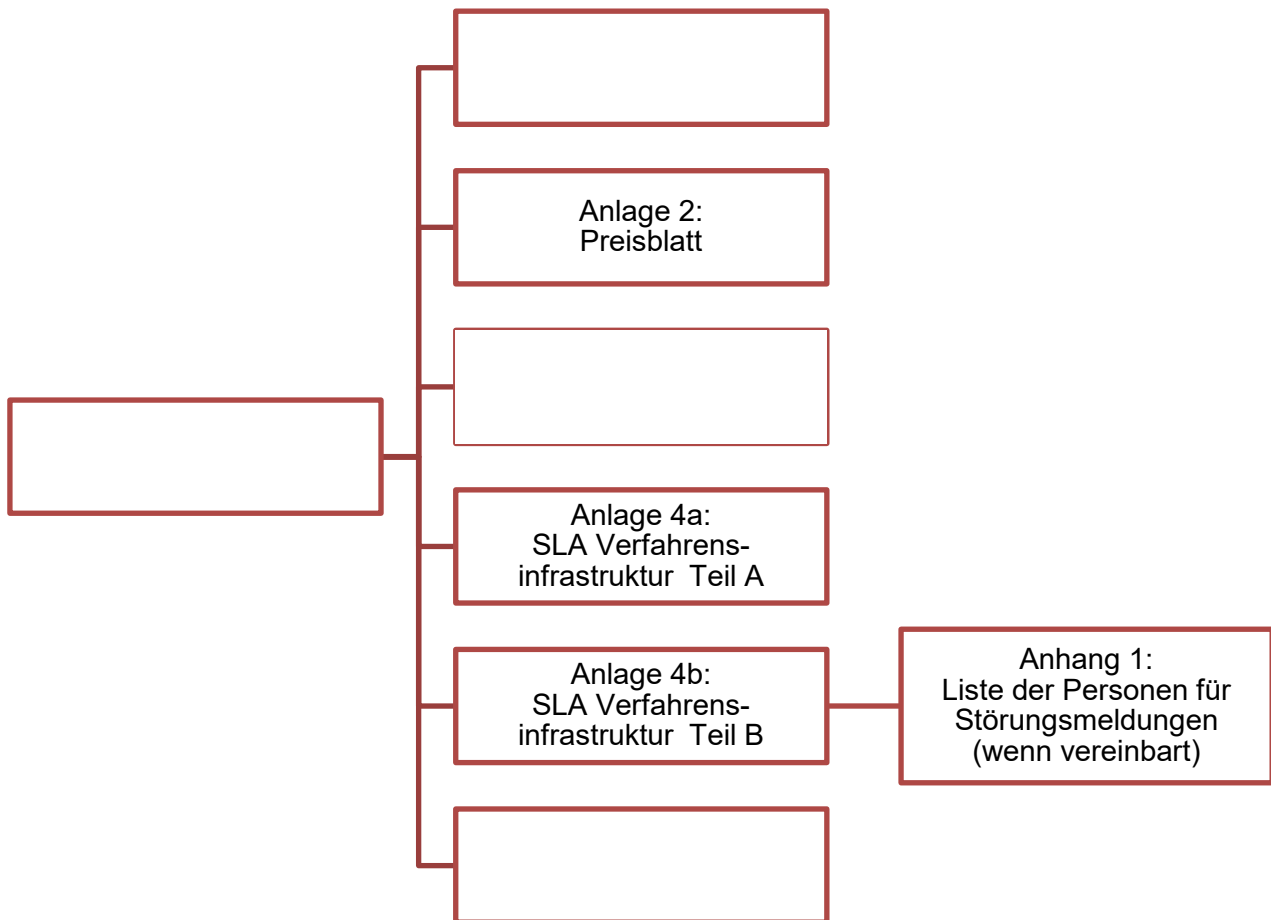 Anlage 2:
Preisblatt
Anlage 4a:
SLA Verfahrens-
infrastruktur  Teil A
Anlage 4b:
SLA Verfahrens-
infrastruktur  Teil B
Anhang 1:
Liste der Personen für
Störungsmeldungen
(wenn vereinbart)